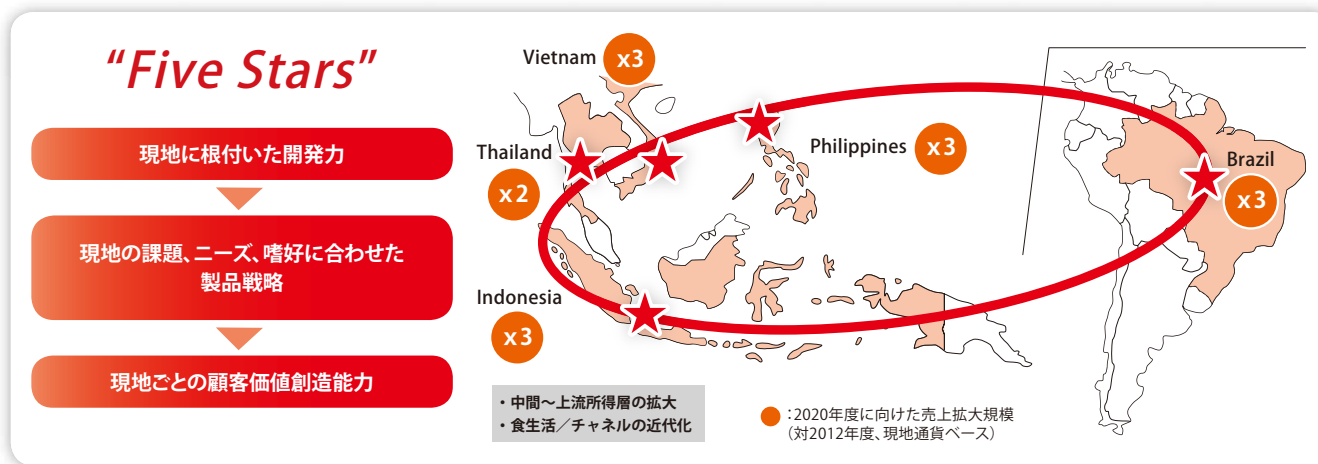 “Five Stars”
現地に根付いた開発力
現地の課題、ニーズ、嗜好に合わせた
製品戦略
現地ごとの顧客価値創造能力
Vietnam
x3
Thailand
x2
Philippines
x3
Brazil
x3
Indonesia
x3
・中間〜上流所得層の拡大
・食生活／チャネルの近代化
：2020年度に向けた売上拡大規模
（対2012年度、現地通貨ベース）